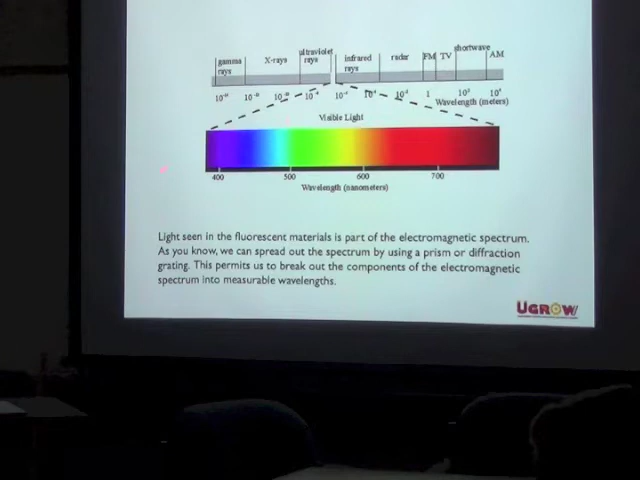 gamma rays X-rays ultraviolet rays infrared rays radar FM TV shortwave AM
1
Wavelength (meters)
Visible Light
400 500 600 700
Wavelength (nanometers)
Light seen in the fluorescent materials is part of the electromagnetic spectrum.
As you know, we can spread out the spectrum by using a prism or diffraction
grating. This permits us to break out the components of the electromagnetic
spectrum into measurable wavelengths.
UGROW